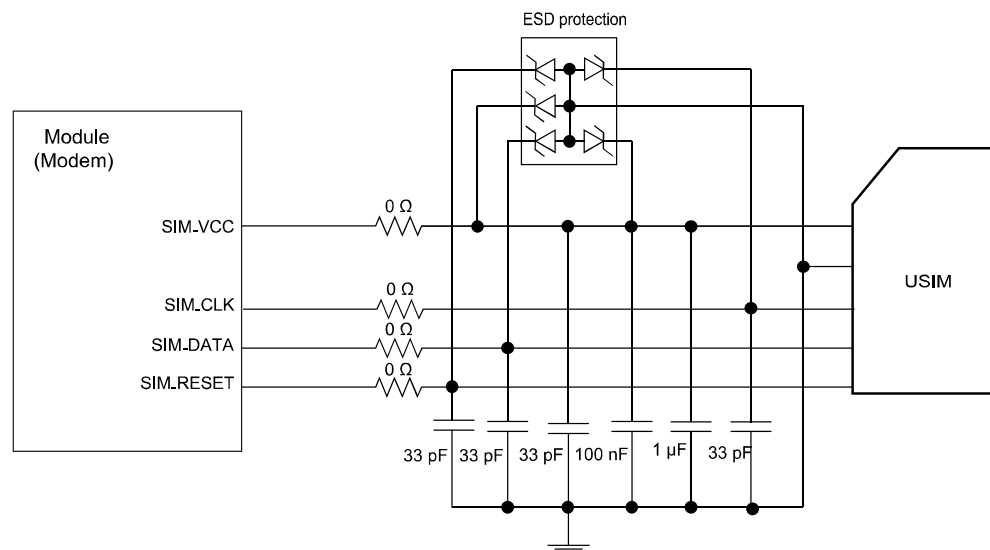 ESD protection
Module
(Modem)
0 Ω
SIM_VCC
USIM
0 Ω
SIM_CLK
0 Ω
SIM_DATA
0 Ω
SIM_RESET
33 pF
33 pF
33 pF
100 nF
1 µF
33 pF